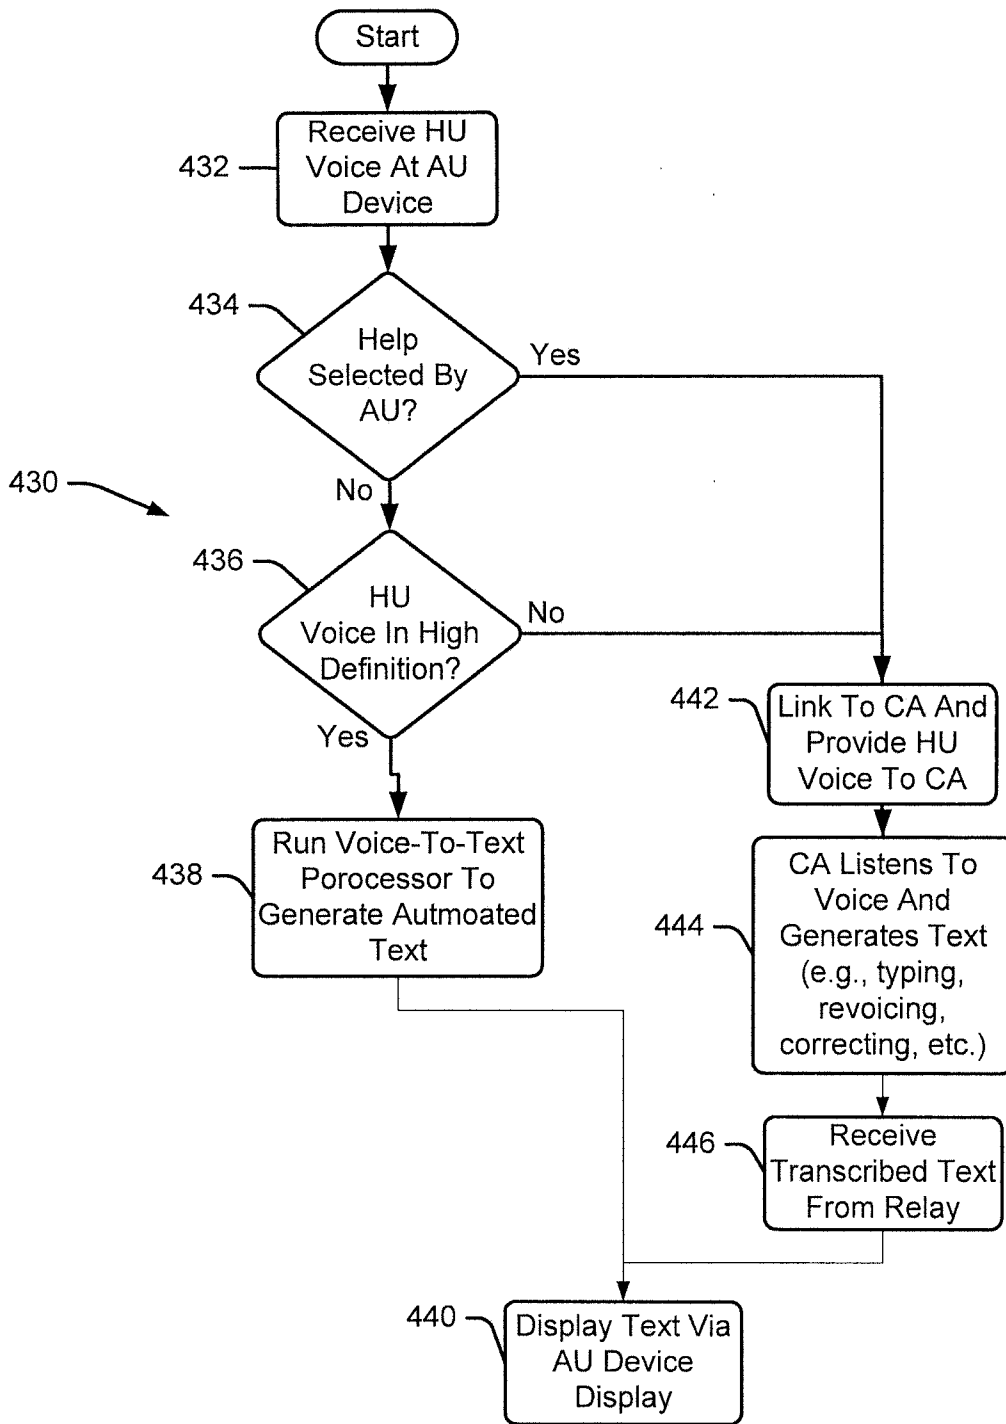 Start
Receive HU
Voice At AU
Device
432
434
Help
Selected By
AU?
Yes
No
430
436
HU
Voice In High
Definition?
No
Yes
442
Link To CA And
Provide HU
Voice To CA
438
Run Voice-To-Text
Porocessor To
Generate Autmoated
Text
444
CA Listens To
Voice And
Generates Text
(e.g., typing,
revoicing,
correcting, etc.)
446
Receive
Transcribed Text
From Relay
440
Display Text Via
AU Device
Display